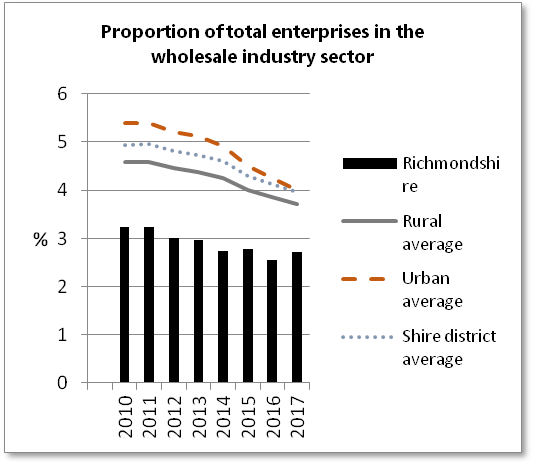 Proportion of total enterprises in the
wholesale industry sector
6
5
4
3
2
1
0
%
2010
2011
2012
2013
2014
2015
2016
2017
Richmondshi
re
Rural
average
Urban
average
Shire district
average